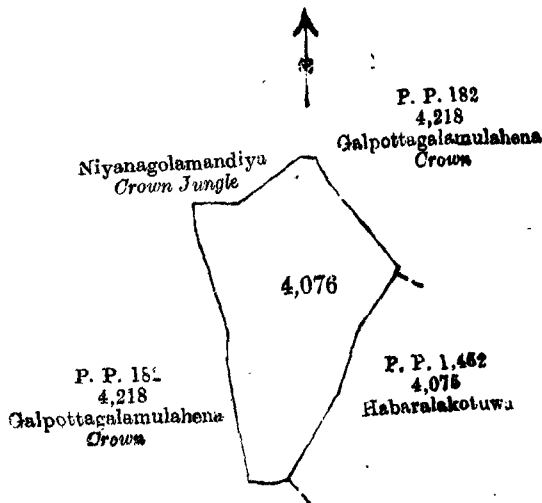 P. P. 182
4,218
Galpottagalamulahena
Crown
Niyanagolamandiya
Crown Jungle
4,076
P. P. 182
4,218
Galpottagalamulahena
Crown
P. P. 1,452
4,075
Habaralakotuwa